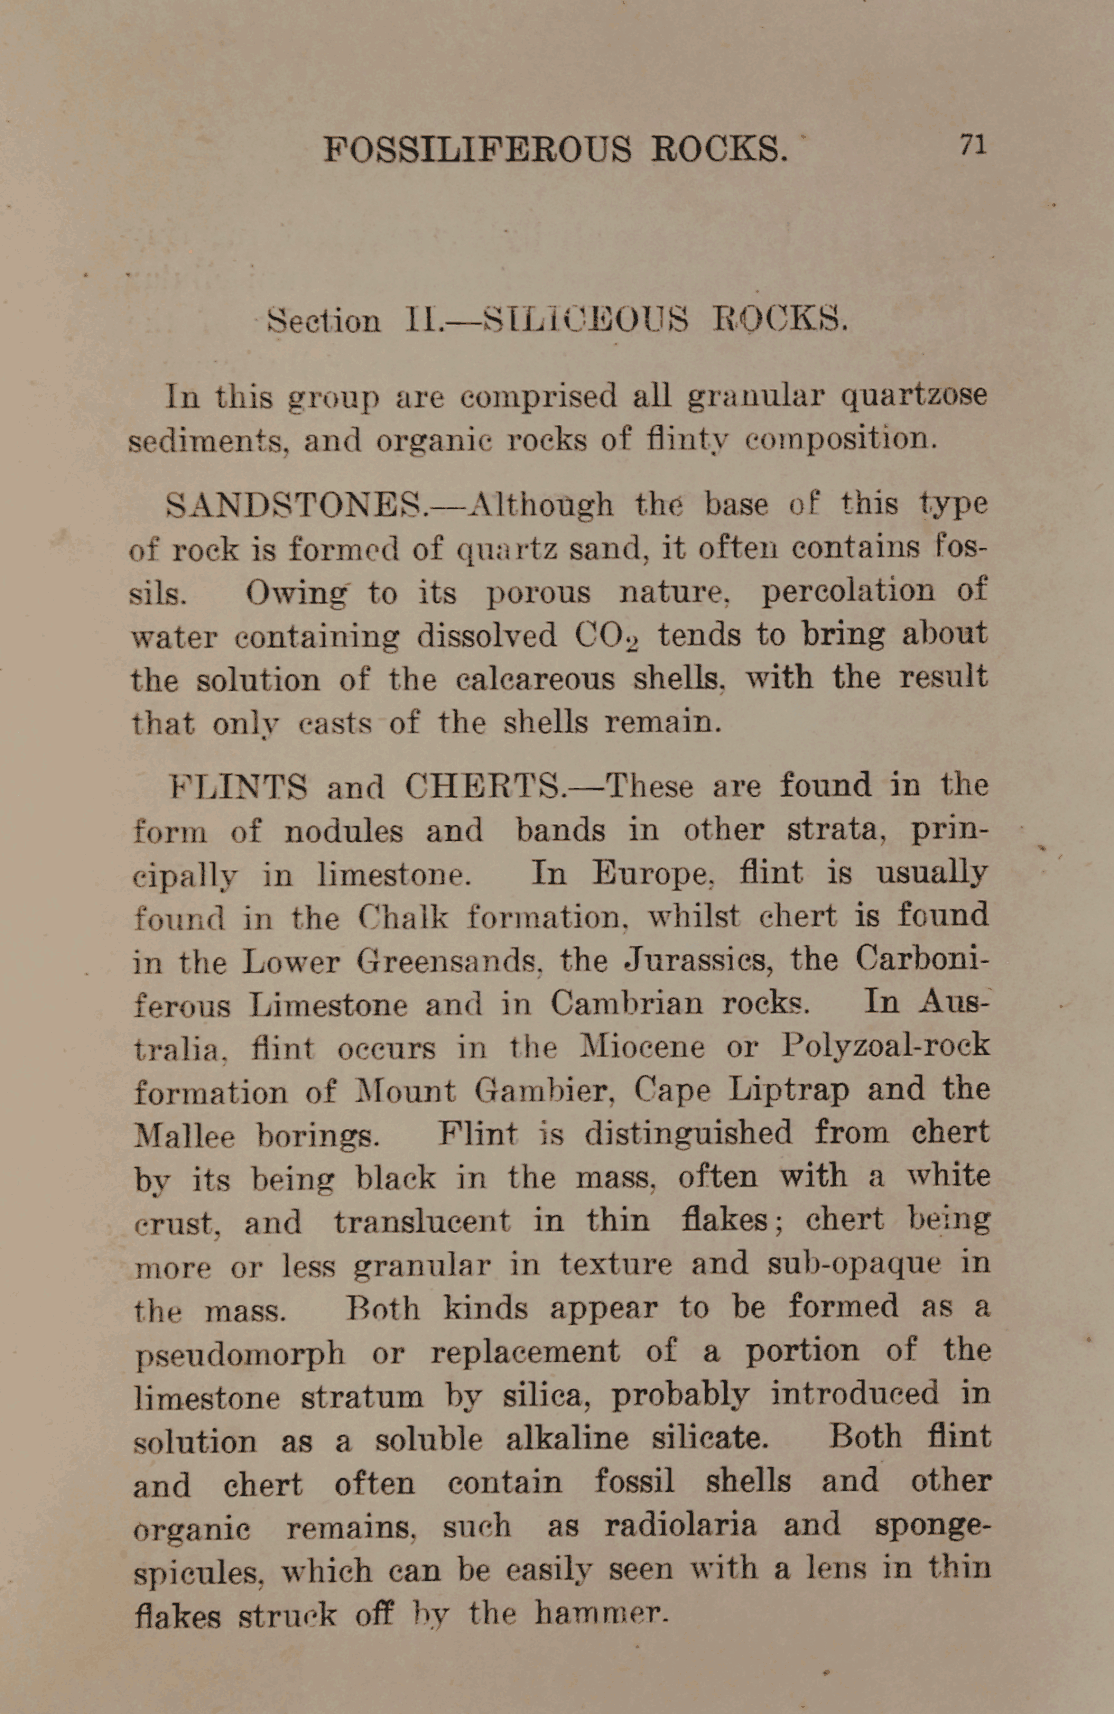 FOSSILIFEROUS ROCKS. 71
Section II.—SILICEOUS ROCKS.
In this group are comprised all granular quartzose
sediments, and organic rocks of flinty composition.
SANDSTONES.—Although the base of this type
of rock is formed of quartz sand, it often contains fos-
sils. Owing to its porous nature, percolation of
water containing dissolved CO₂ tends to bring about
the solution of the calcareous shells, with the result
that only casts of the shells remain.
FLINTS and CHERTS.—These are found in the
form of nodules and bands in other strata, prin-
cipally in limestone. In Europe, flint is usually
found in the Chalk formation, whilst chert is found
in the Lower Greensands, the Jurassics, the Carboni-
ferous Limestone and in Cambrian rocks. In Aus-
tralia, flint occurs in the Miocene or Polyzoal-rock
formation of Mount Gambier, Cape Liptrap and the
Mallee borings. Flint is distinguished from chert
by its being black in the mass, often with a white
crust, and translucent in thin flakes; chert being
more or less granular in texture and sub-opaque in
the mass. Both kinds appear to be formed as a
pseudomorph or replacement of a portion of the
limestone stratum by silica, probably introduced in
solution as a soluble alkaline silicate. Both flint
and chert often contain fossil shells and other
organic remains, such as radiolaria and sponge-
spicules, which can be easily seen with a lens in thin
flakes struck off by the hammer.